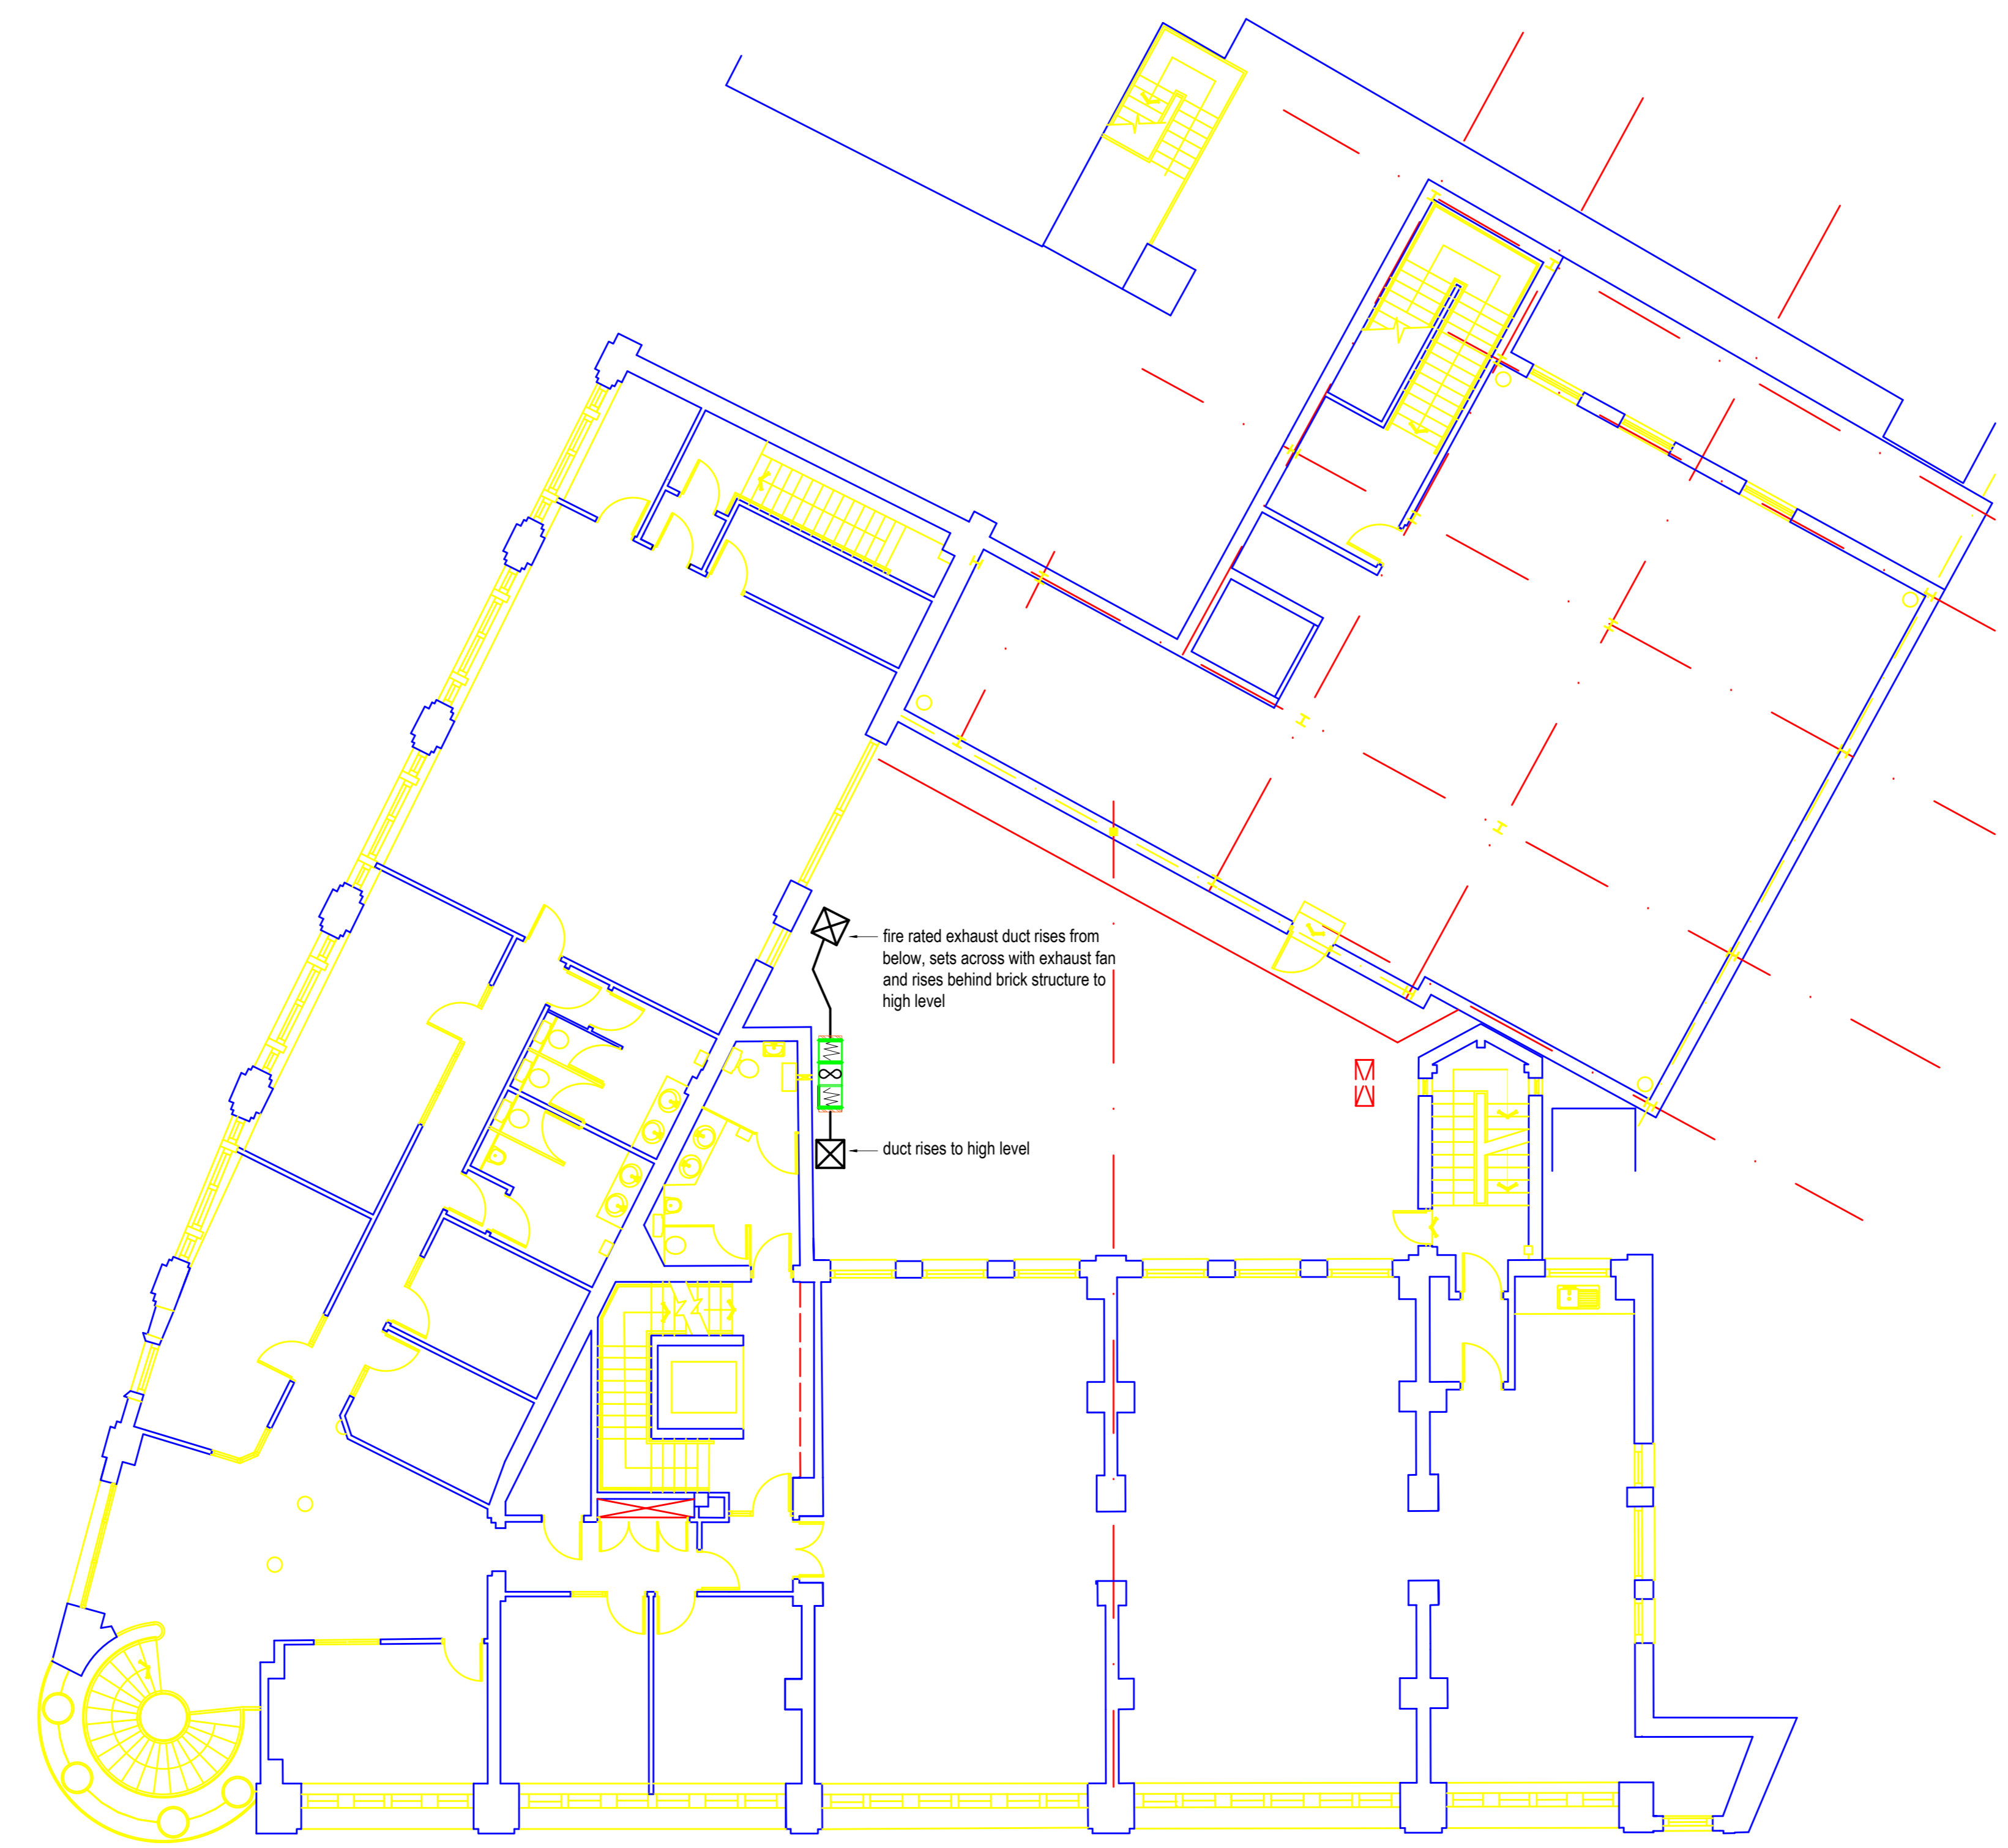 fire rated exhaust duct rises from
below, sets across with exhaust fan
and rises behind brick structure to
high level
duct rises to high level